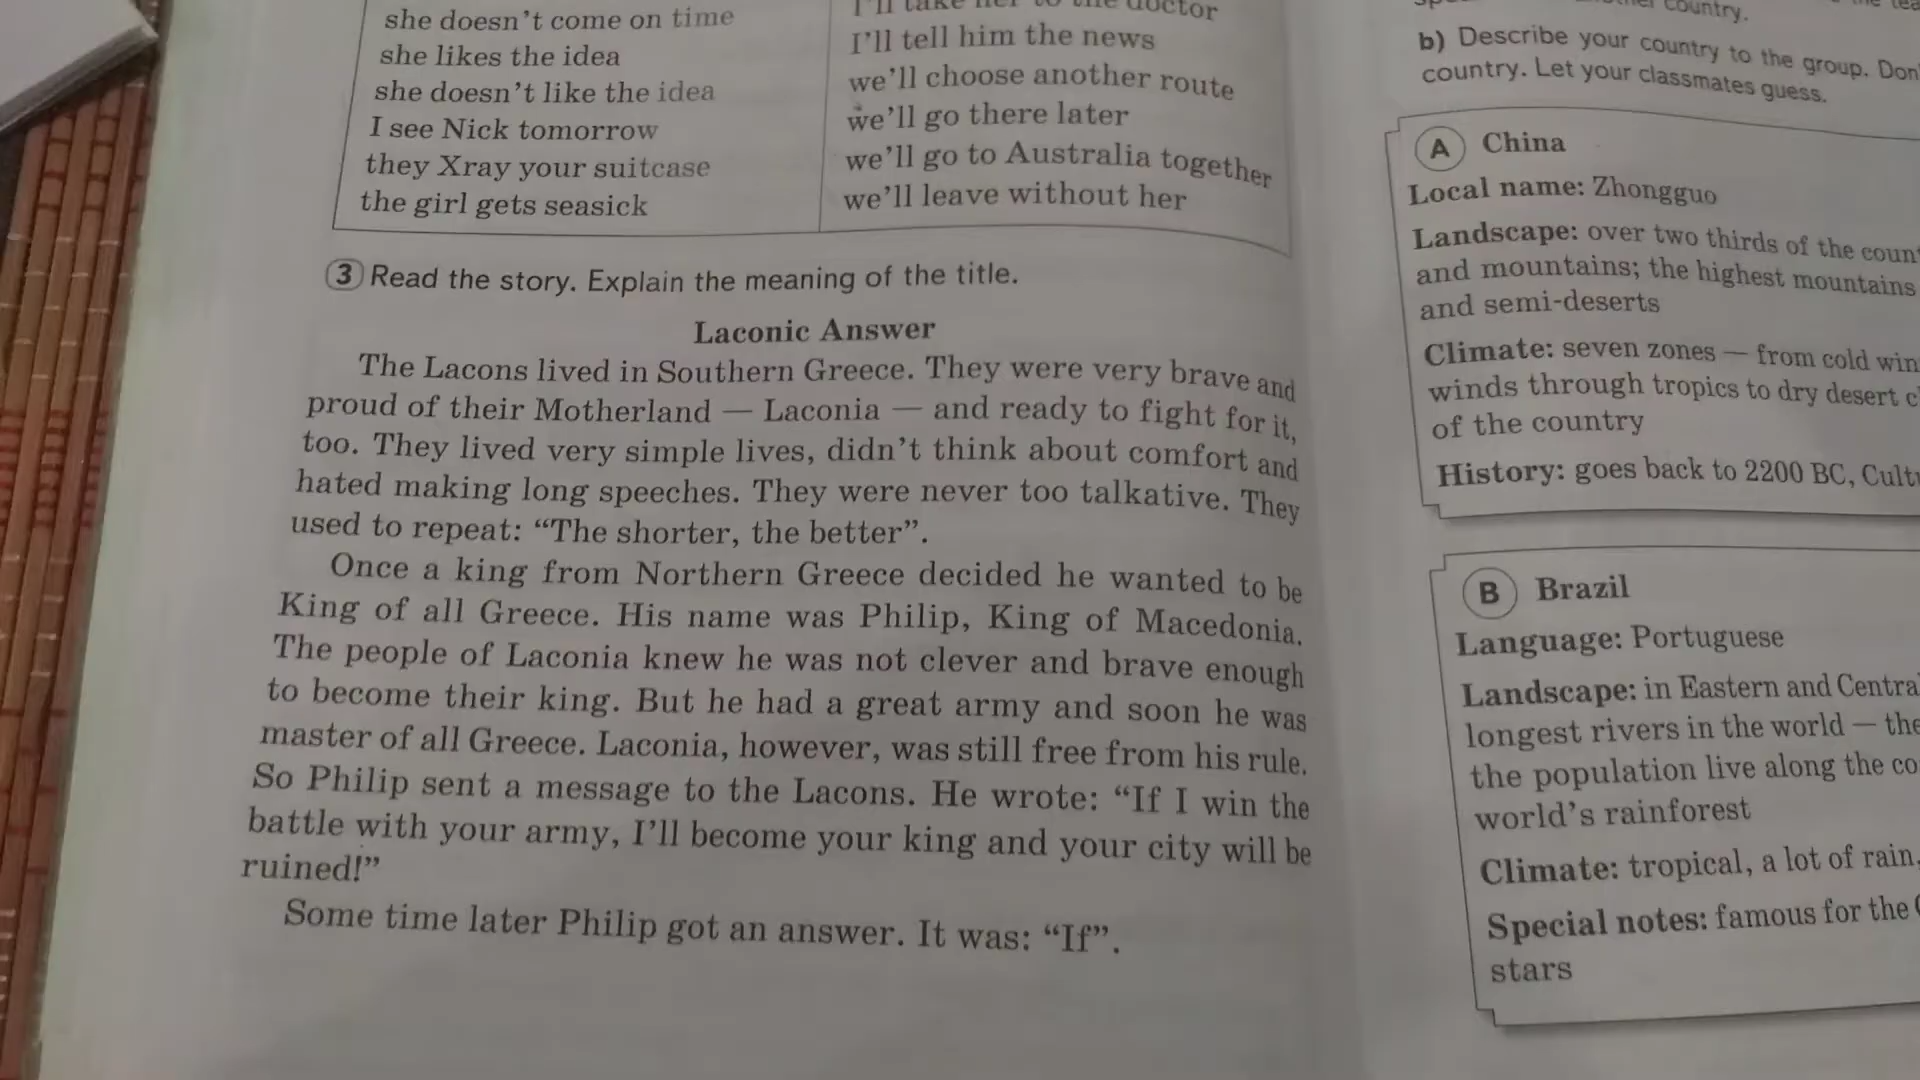 she doesn't come on time
she likes the idea
she doesn't like the idea
I see Nick tomorrow
they Xray your suitcase
the girl gets seasick
I'll take her to the doctor
I'll tell him the news
we'll choose another route
we'll go there later
we'll go to Australia together
we'll leave without her
3 Read the story. Explain the meaning of the title.
Laconic Answer
The Lacons lived in Southern Greece. They were very brave and
proud of their Motherland — Laconia — and ready to fight for it,
too. They lived very simple lives, didn't think about comfort and
hated making long speeches. They were never too talkative. They
used to repeat: “The shorter, the better”.
Once a king from Northern Greece decided he wanted to be
King of all Greece. His name was Philip, King of Macedonia.
The people of Laconia knew he was not clever and brave enough
to become their king. But he had a great army and soon he was
master of all Greece. Laconia, however, was still free from his rule.
So Philip sent a message to the Lacons. He wrote: “If I win the
battle with your army, I'll become your king and your city will be
ruined!”
Some time later Philip got an answer. It was: “If”.
country.
b) Describe your country to the group. Don
country. Let your classmates guess.
A China
Local name: Zhongguo
Landscape: over two thirds of the coun
and mountains; the highest mountains
and semi-deserts
Climate: seven zones — from cold win
winds through tropics to dry desert c
of the country
History: goes back to 2200 BC, Cult
B Brazil
Language: Portuguese
Landscape: in Eastern and Centra
longest rivers in the world — the
the population live along the co
world's rainforest
Climate: tropical, a lot of rain,
Special notes: famous for the
stars